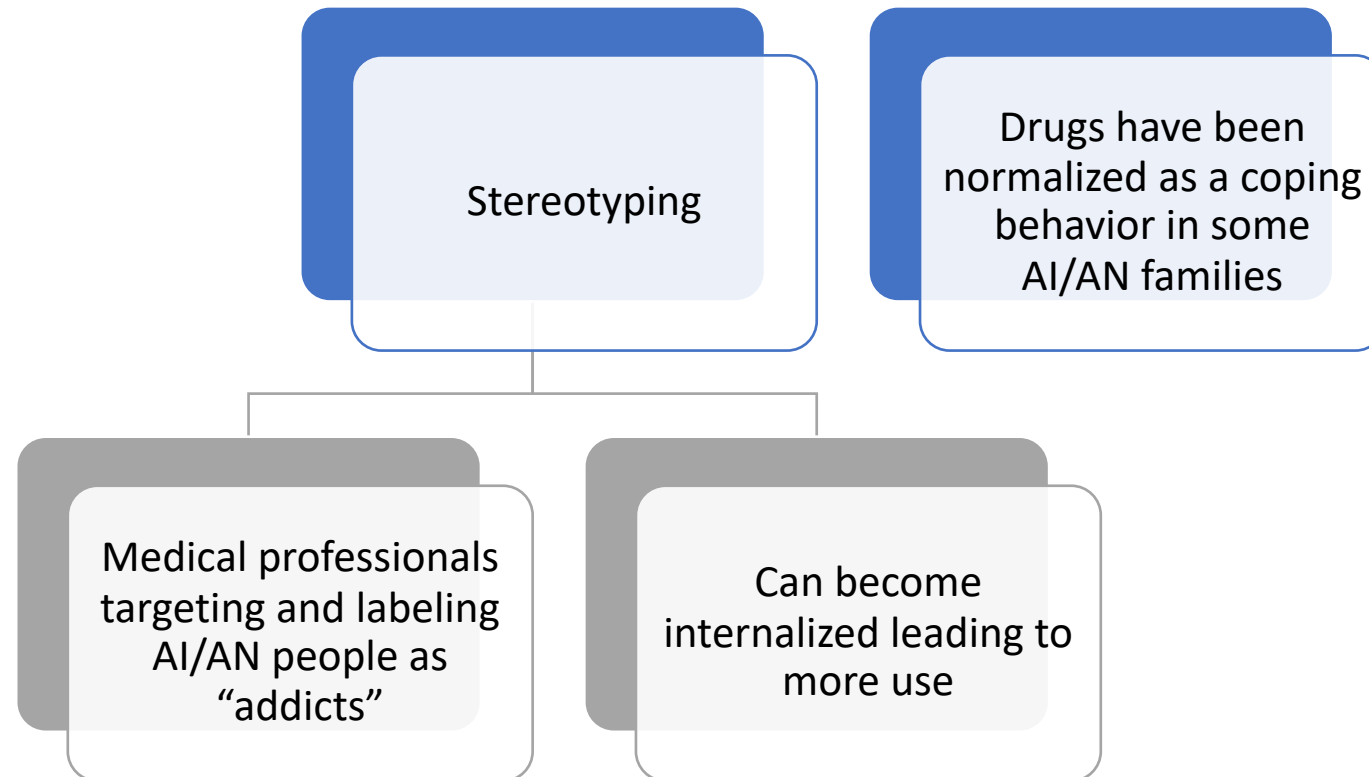 Stereotyping
Drugs have been
normalized as a coping
behavior in some
AI/AN families
Medical professionals
targeting and labeling
AI/AN people as
“addicts”
Can become
internalized leading to
more use